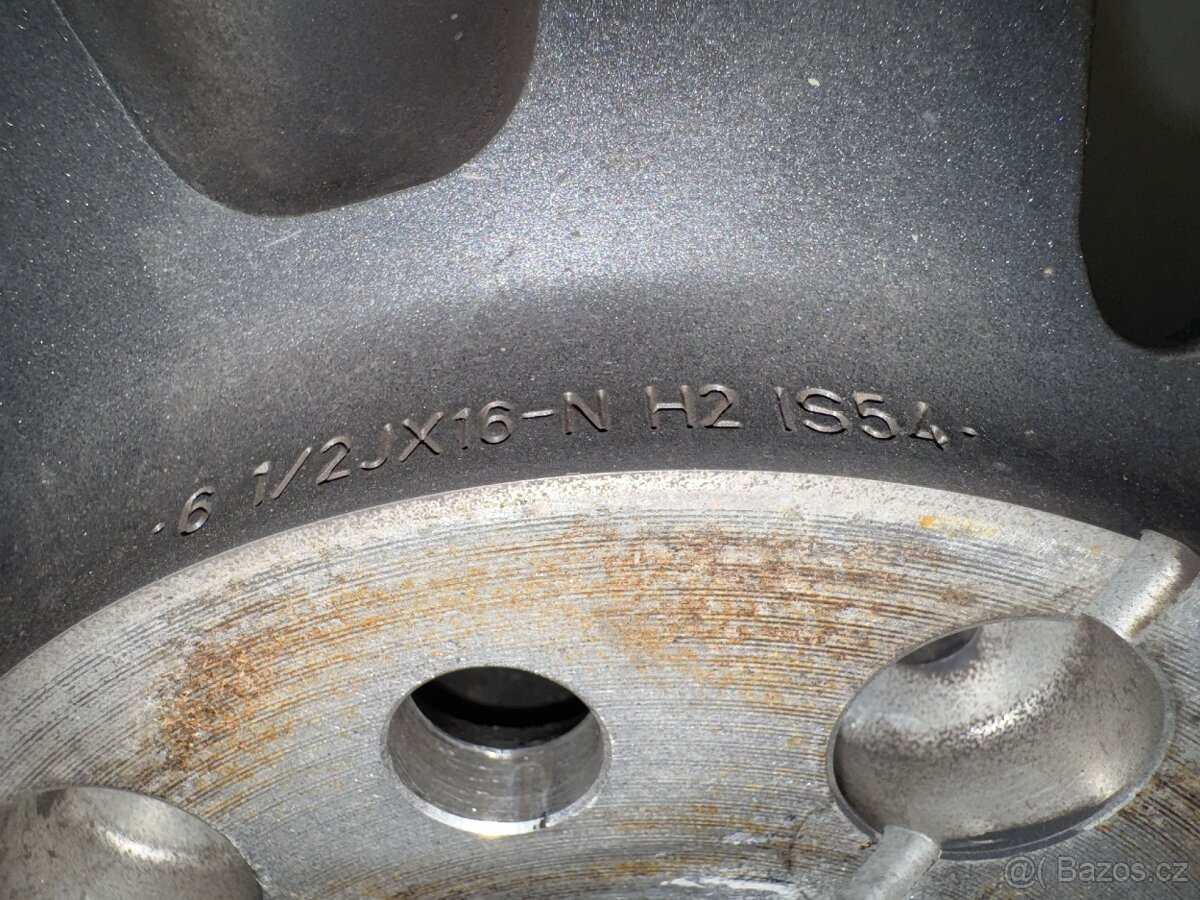 ·6 1/2JX16-N H2 IS54·
@( Bazos.cz